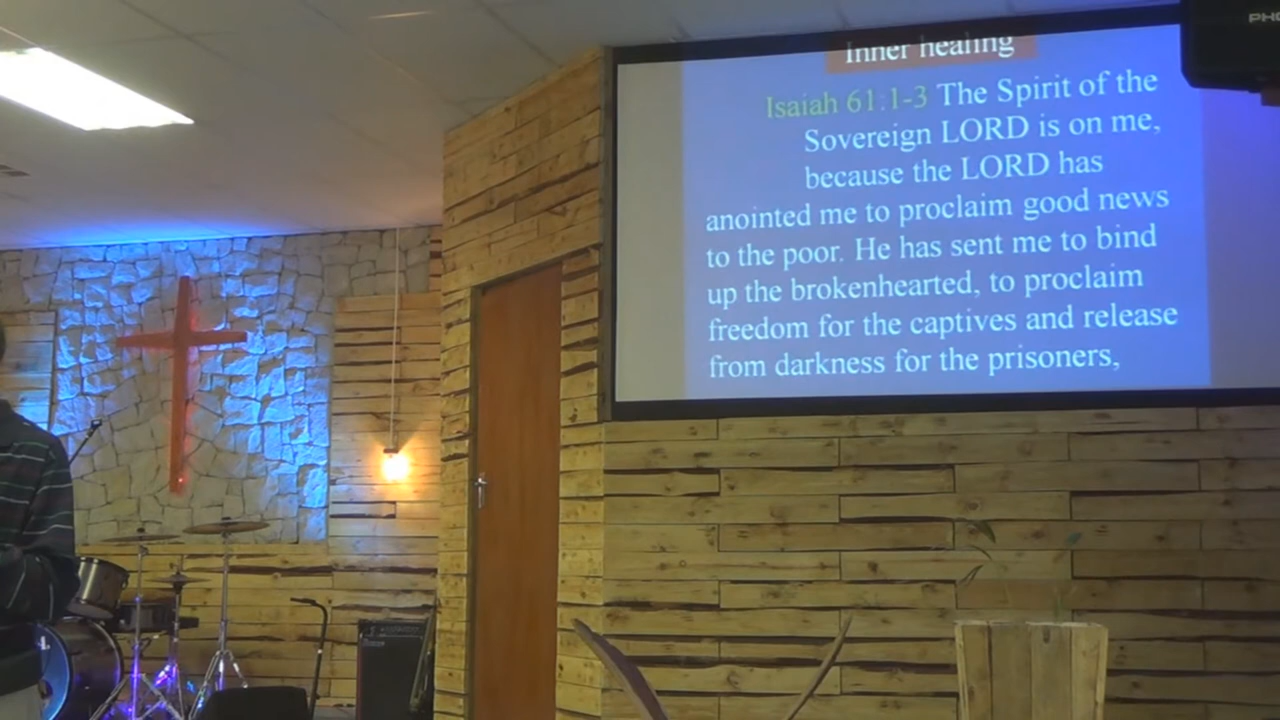 Inner healing
Isaiah 61:1-3 The Spirit of the
Sovereign LORD is on me,
because the LORD has
anointed me to proclaim good news
to the poor. He has sent me to bind
up the brokenhearted, to proclaim
freedom for the captives and release
from darkness for the prisoners,
PHO